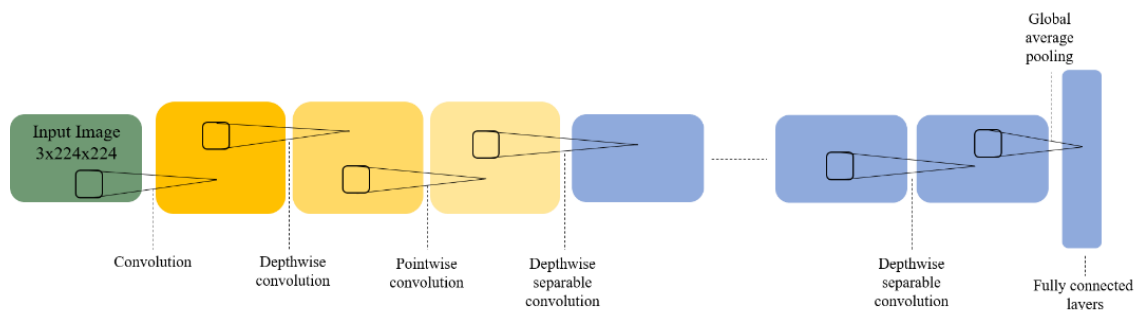 Global
average
pooling
Input Image
3x224x224
Convolution
Depthwise
convolution
Pointwise
convolution
Depthwise
separable
convolution
Depthwise
separable
convolution
Fully connected
layers